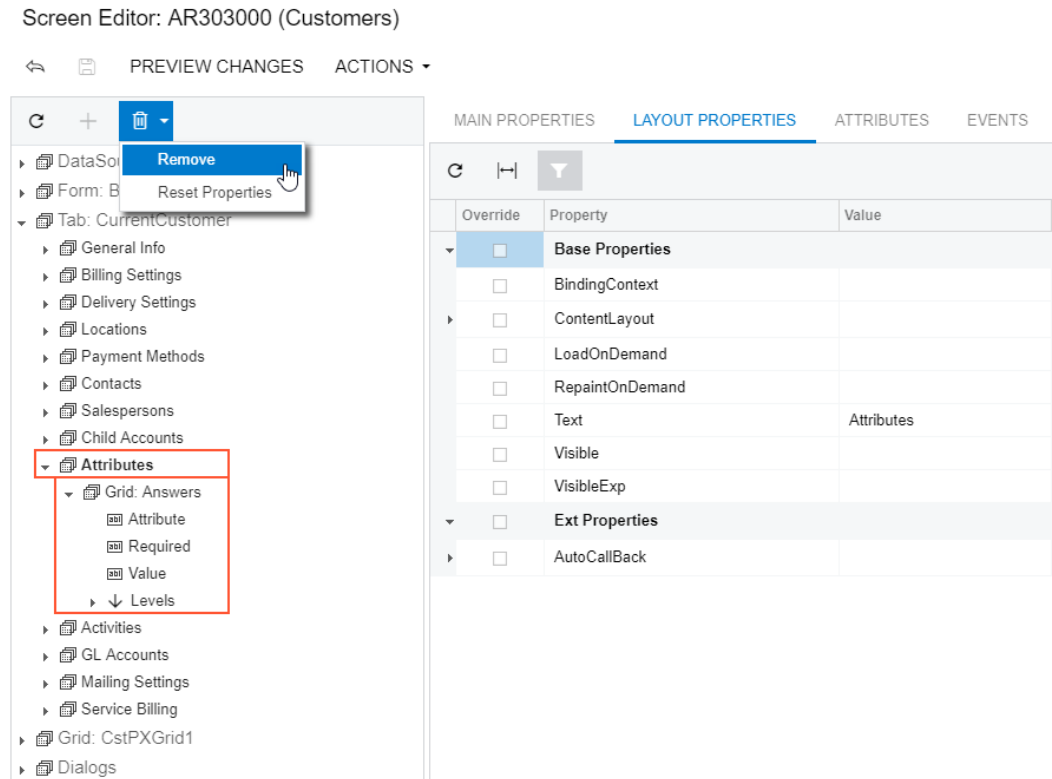 Screen Editor: AR303000 (Customers)
PREVIEW CHANGES ACTIONS
MAIN PROPERTIES LAYOUT PROPERTIES ATTRIBUTES EVENTS
DataSou
Remove
Form: B
Reset Properties
Tab: CurrentCustomer
General Info
Billing Settings
Delivery Settings
Locations
Payment Methods
Contacts
Salespersons
Child Accounts
Attributes
Grid: Answers
Attribute
Required
Value
Levels
Activities
GL Accounts
Mailing Settings
Service Billing
Grid: CstPXGrid1
Dialogs
Override Property Value
Base Properties
BindingContext
ContentLayout
LoadOnDemand
RepaintOnDemand
Text Attributes
Visible
VisibleExp
Ext Properties
AutoCallBack